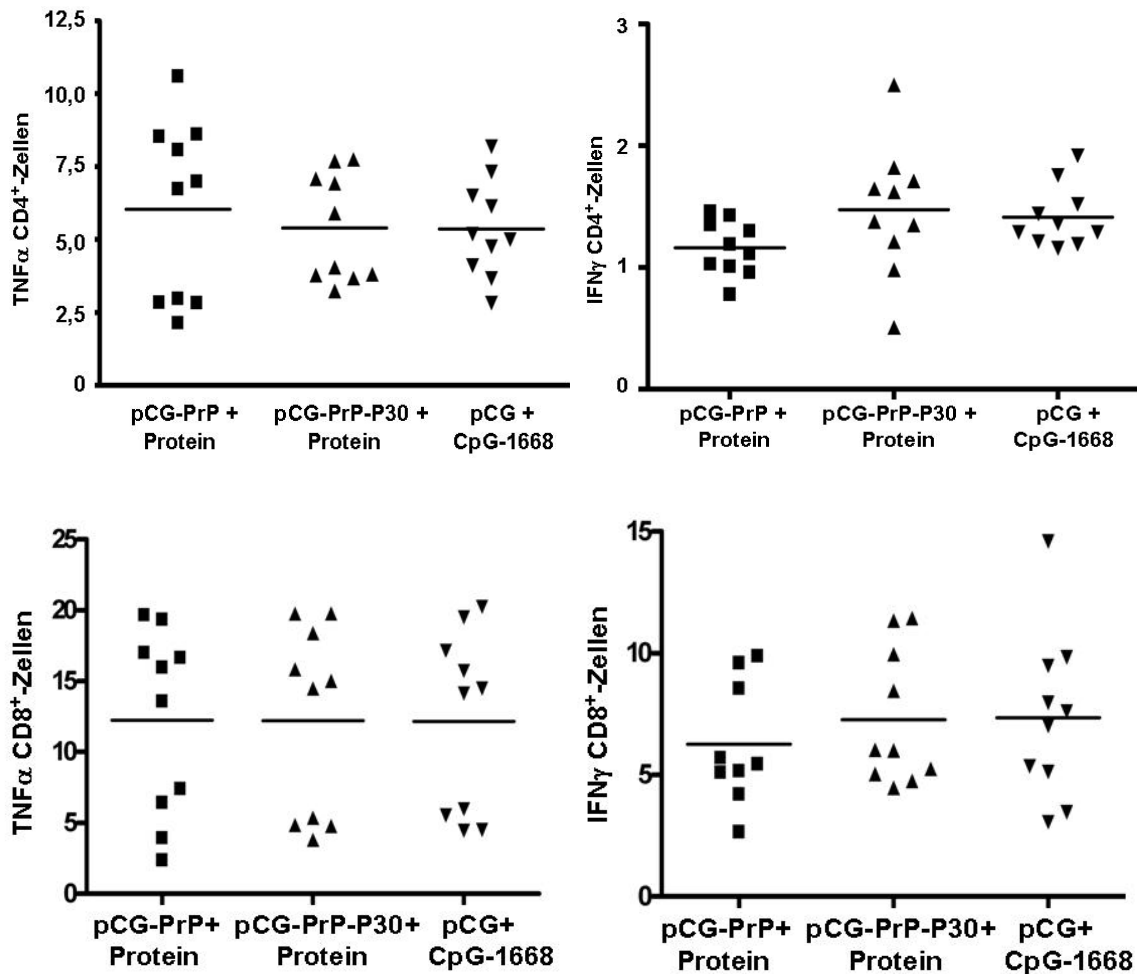 TNFα CD4⁺-Zellen
12,5
10,0
7,5
5,0
2,5
0
pCG-PrP +
Protein
pCG-PrP-P30 +
Protein
pCG +
CpG-1668
IFNγ CD4⁺-Zellen
3
2
1
0
pCG-PrP +
Protein
pCG-PrP-P30 +
Protein
pCG +
CpG-1668
TNFα CD8⁺-Zellen
25
20
15
10
5
0
pCG-PrP+
Protein
pCG-PrP-P30+
Protein
pCG+
CpG-1668
IFNγ CD8⁺-Zellen
15
10
5
0
pCG-PrP+
Protein
pCG-PrP-P30+
Protein
pCG+
CpG-1668